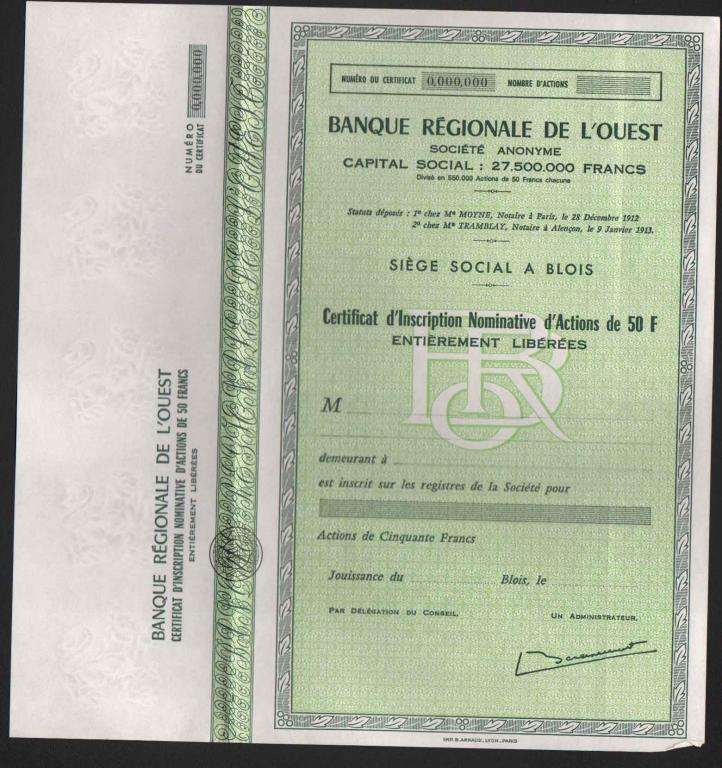 NUMÉRO DU CERTIFICAT 0,000,000 NOMBRE D'ACTIONS
BANQUE RÉGIONALE DE L'OUEST
SOCIÉTÉ ANONYME
CAPITAL SOCIAL : 27.500.000 FRANCS
Divisé en 550.000 Actions de 50 Francs chacune
Statuts déposés : 1º chez Mᵉ MOYNE, Notaire à Paris, le 28 Décembre 1912
2º chez Mᵉ TRAMBLAY, Notaire à Alençon, le 9 Janvier 1913.
SIÈGE SOCIAL A BLOIS
Certificat d'Inscription Nominative d'Actions de 50 F
ENTIÈREMENT LIBÉRÉES
BRO
M
demeurant à
est inscrit sur les registres de la Société pour
Actions de Cinquante Francs
Jouissance du Blois, le
PAR DÉLÉGATION DU CONSEIL. UN ADMINISTRATEUR.
IMP. B. ARNAUD. LYON. PARIS
NUMÉRO
DU CERTIFICAT 0,000,000
BANQUE RÉGIONALE DE L'OUEST
CERTIFICAT D'INSCRIPTION NOMINATIVE D'ACTIONS DE 50 FRANCS
ENTIÈREMENT LIBÉRÉES